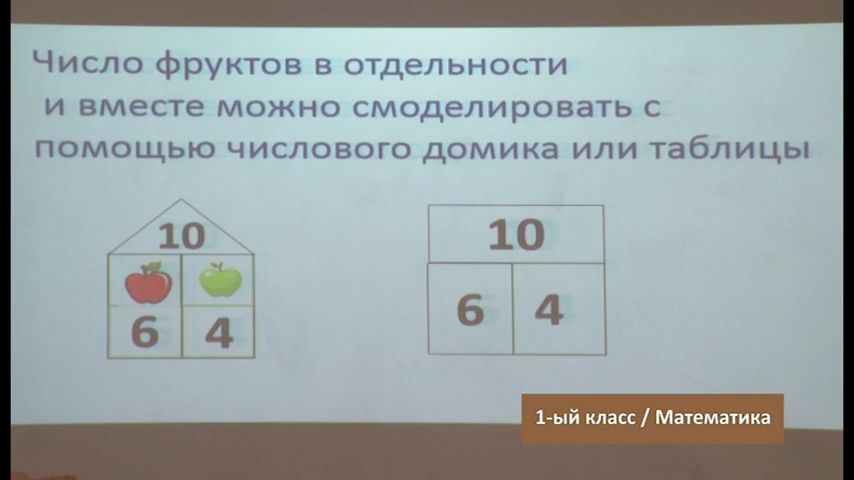 Число фруктов в отдельности
и вместе можно смоделировать с
помощью числового домика или таблицы
10
6 4
10
6 4
1-ый класс / Математика